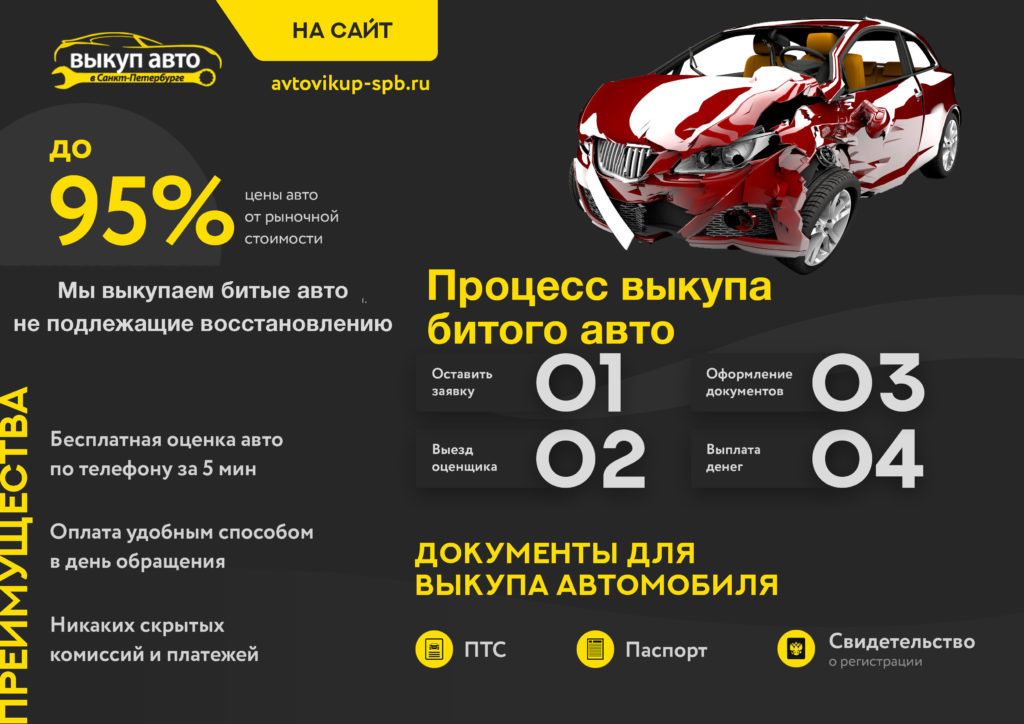 выкуп авто
в Санкт-Петербурге
НА САЙТ
avtovikup-spb.ru
до
95%
цены авто
от рыночной
стоимости
Мы выкупаем битые авто
не подлежащие восстановлению
Процесс выкупа
битого авто
Оставить
заявку
01
Выезд
оценщика
02
Оформление
документов
03
Выплата
денег
04
ПРЕИМУЩЕСТВА
Бесплатная оценка авто
по телефону за 5 мин
Оплата удобным способом
в день обращения
Никаких скрытых
комиссий и платежей
ДОКУМЕНТЫ ДЛЯ
ВЫКУПА АВТОМОБИЛЯ
ПТС
Паспорт
Свидетельство
о регистрации